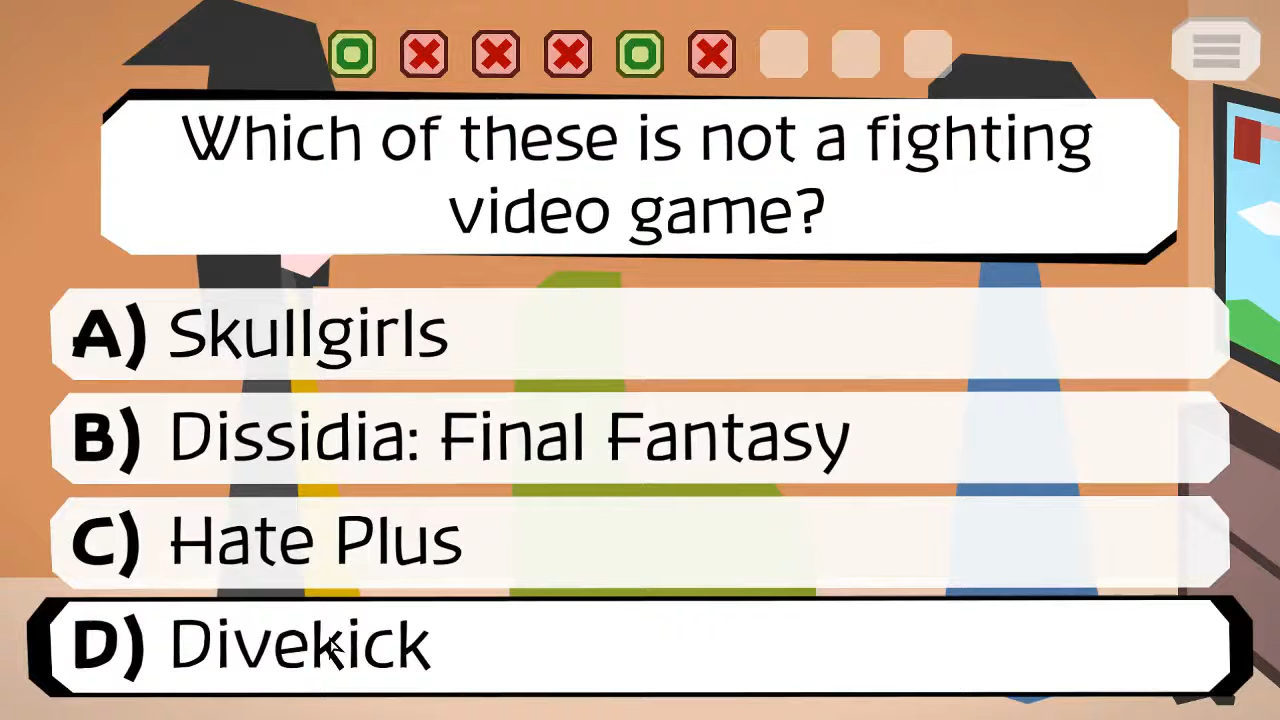 Which of these is not a fighting
video game?
A) Skullgirls
B) Dissidia: Final Fantasy
C) Hate Plus
D) Divekick